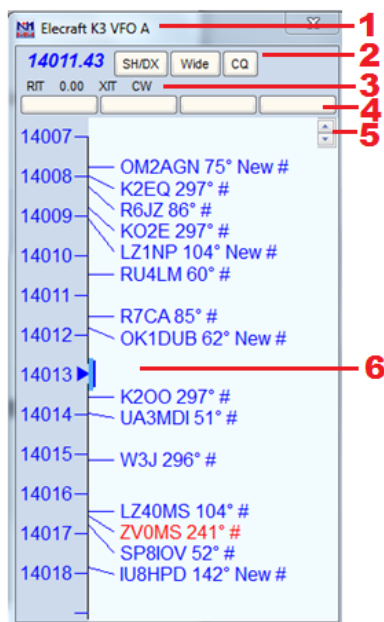 Elecraft K3 VFO A
1
14011.43 SH/DX Wide CQ
2
RIT 0.00 XIT CW
3
4
5
14007
OM2AGN 75° New #
14008
K2EQ 297° #
R6JZ 86° #
14009
KO2E 297° #
LZ1NP 104° New #
14010
RU4LM 60° #
14011
R7CA 85° #
14012
OK1DUB 62° New #
14013
6
K2OO 297° #
14014
UA3MDI 51° #
14015
W3J 296° #
14016
LZ40MS 104° #
14017
ZV0MS 241° #
SP8IOV 52° #
14018
IU8HPD 142° New #